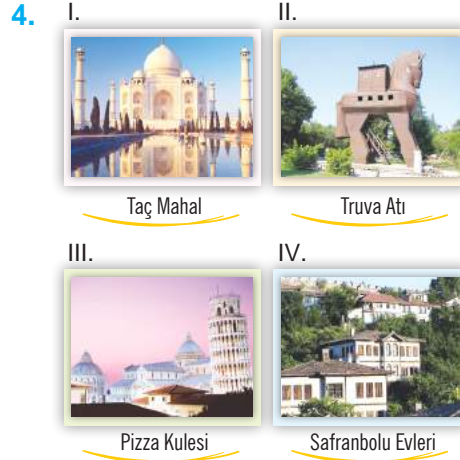 4.
I.
II.
Taç Mahal
Truva Atı
III.
IV.
Pizza Kulesi
Safranbolu Evleri